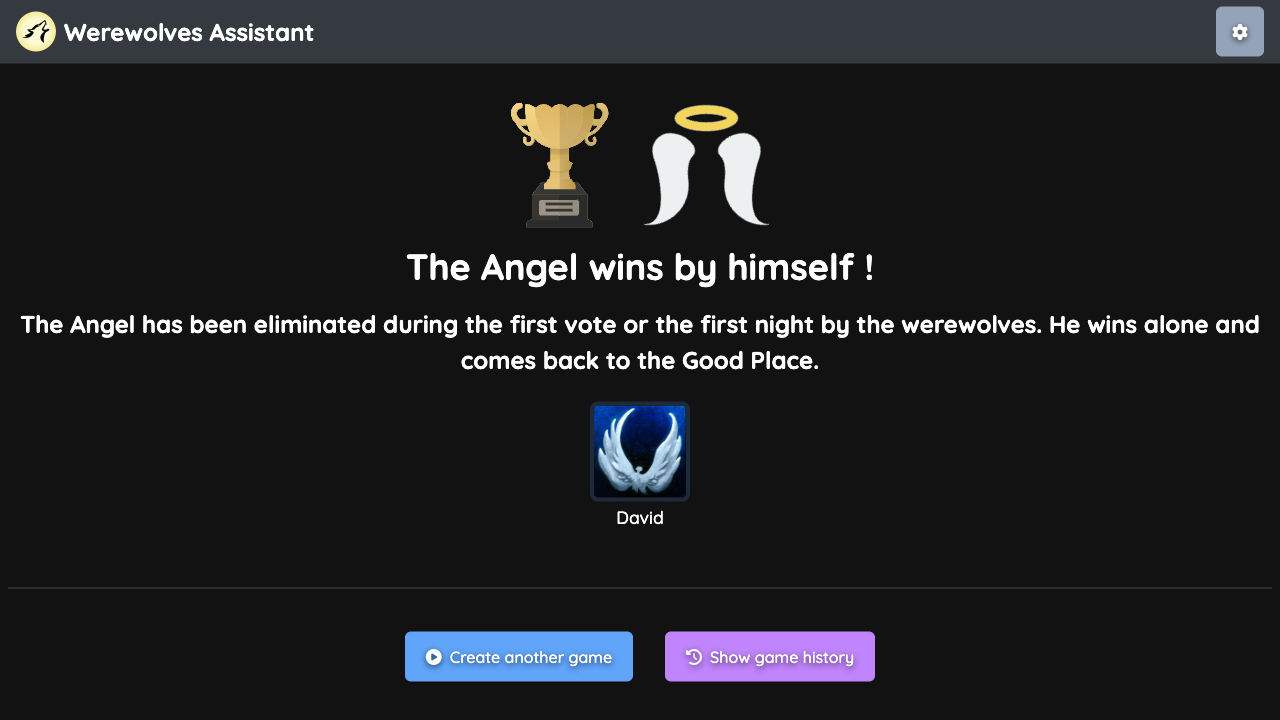 Werewolves Assistant
The Angel wins by himself !
The Angel has been eliminated during the first vote or the first night by the werewolves. He wins alone and
comes back to the Good Place.
David
Create another game
Show game history